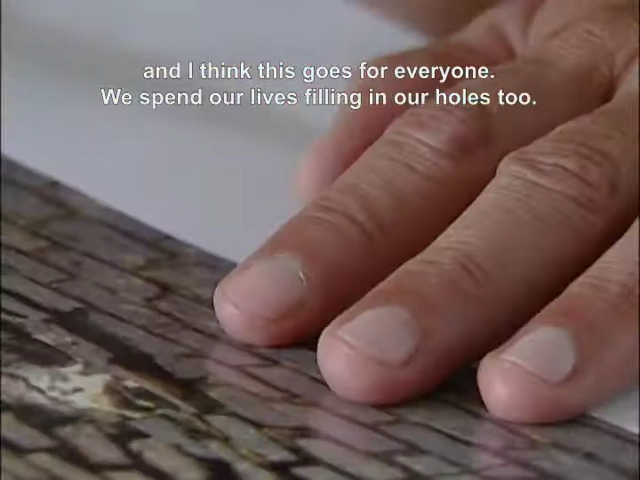 and I think this goes for everyone.
We spend our lives filling in our holes too.